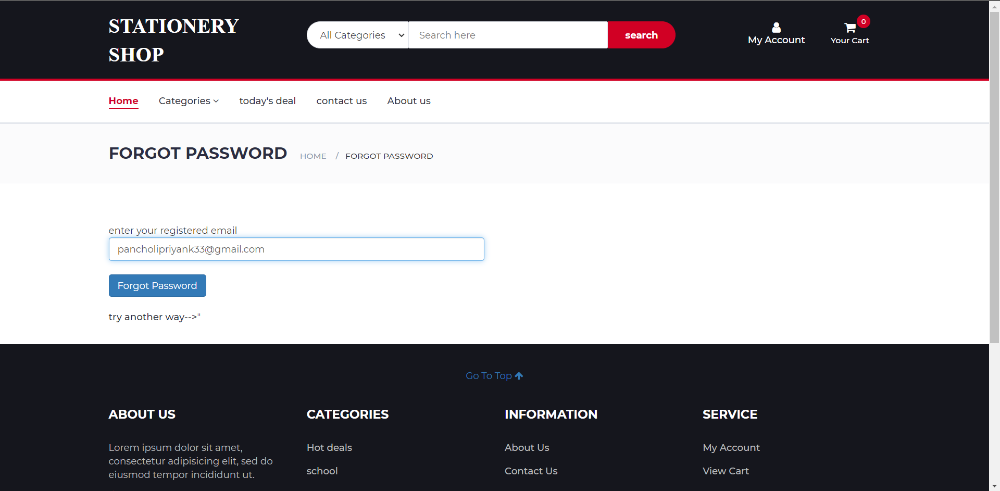 STATIONERY
SHOP
All Categories
Search here
search
My Account
0
Your Cart
Home
Categories
today's deal
contact us
About us
FORGOT PASSWORD
HOME / FORGOT PASSWORD
enter your registered email
pancholipriyank33@gmail.com
Forgot Password
try another way-->"
Go To Top
ABOUT US
Lorem ipsum dolor sit amet,
consectetur adipisicing elit, sed do
eiusmod tempor incididunt ut.
CATEGORIES
Hot deals
school
INFORMATION
About Us
Contact Us
SERVICE
My Account
View Cart